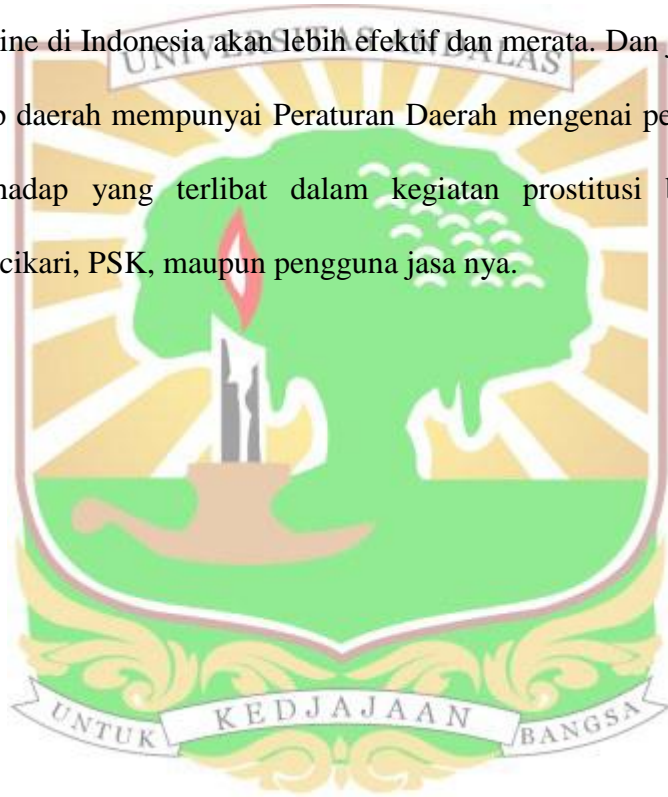 ine di Indonesia akan lebih efektif dan merata. Dan j
UNIVERSITAS ANDALAS
daerah mempunyai Peraturan Daerah mengenai pe
hadap yang terlibat dalam kegiatan prostitusi b
cikari, PSK, maupun pengguna jasa nya.
UNTUK KEDJAJAAN BANGSA